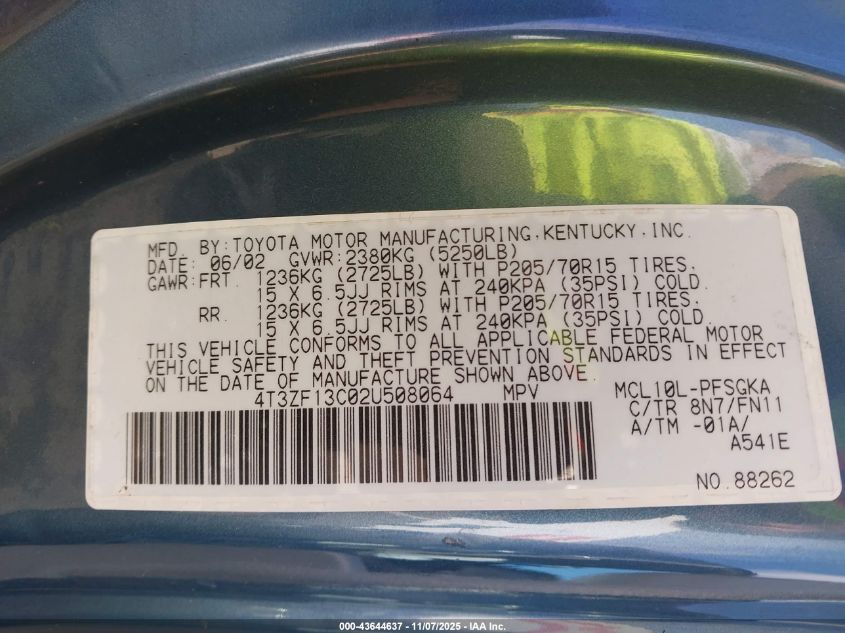 MFD. BY:TOYOTA MOTOR MANUFACTURING,KENTUCKY,INC.
DATE: 06/02 GVWR:2380KG (5250LB)
GAWR:FRT. 1236KG (2725LB) WITH P205/70R15 TIRES.
15 X 6.5JJ RIMS AT 240KPA (35PSI) COLD.
RR. 1236KG (2725LB) WITH P205/70R15 TIRES.
15 X 6.5JJ RIMS AT 240KPA (35PSI) COLD
THIS VEHICLE CONFORMS TO ALL APPLICABLE FEDERAL MOTOR
VEHICLE SAFETY AND THEFT PREVENTION STANDARDS IN EFFECT
ON THE DATE OF MANUFACTURE SHOWN ABOVE.
4T3ZF13C02U508064 MPV
MCL10L-PFSGKA
C/TR 8N7/FN11
A/TM -01A/
A541E
NO.88262
000-43644637 - 11/07/2025 - IAA Inc.